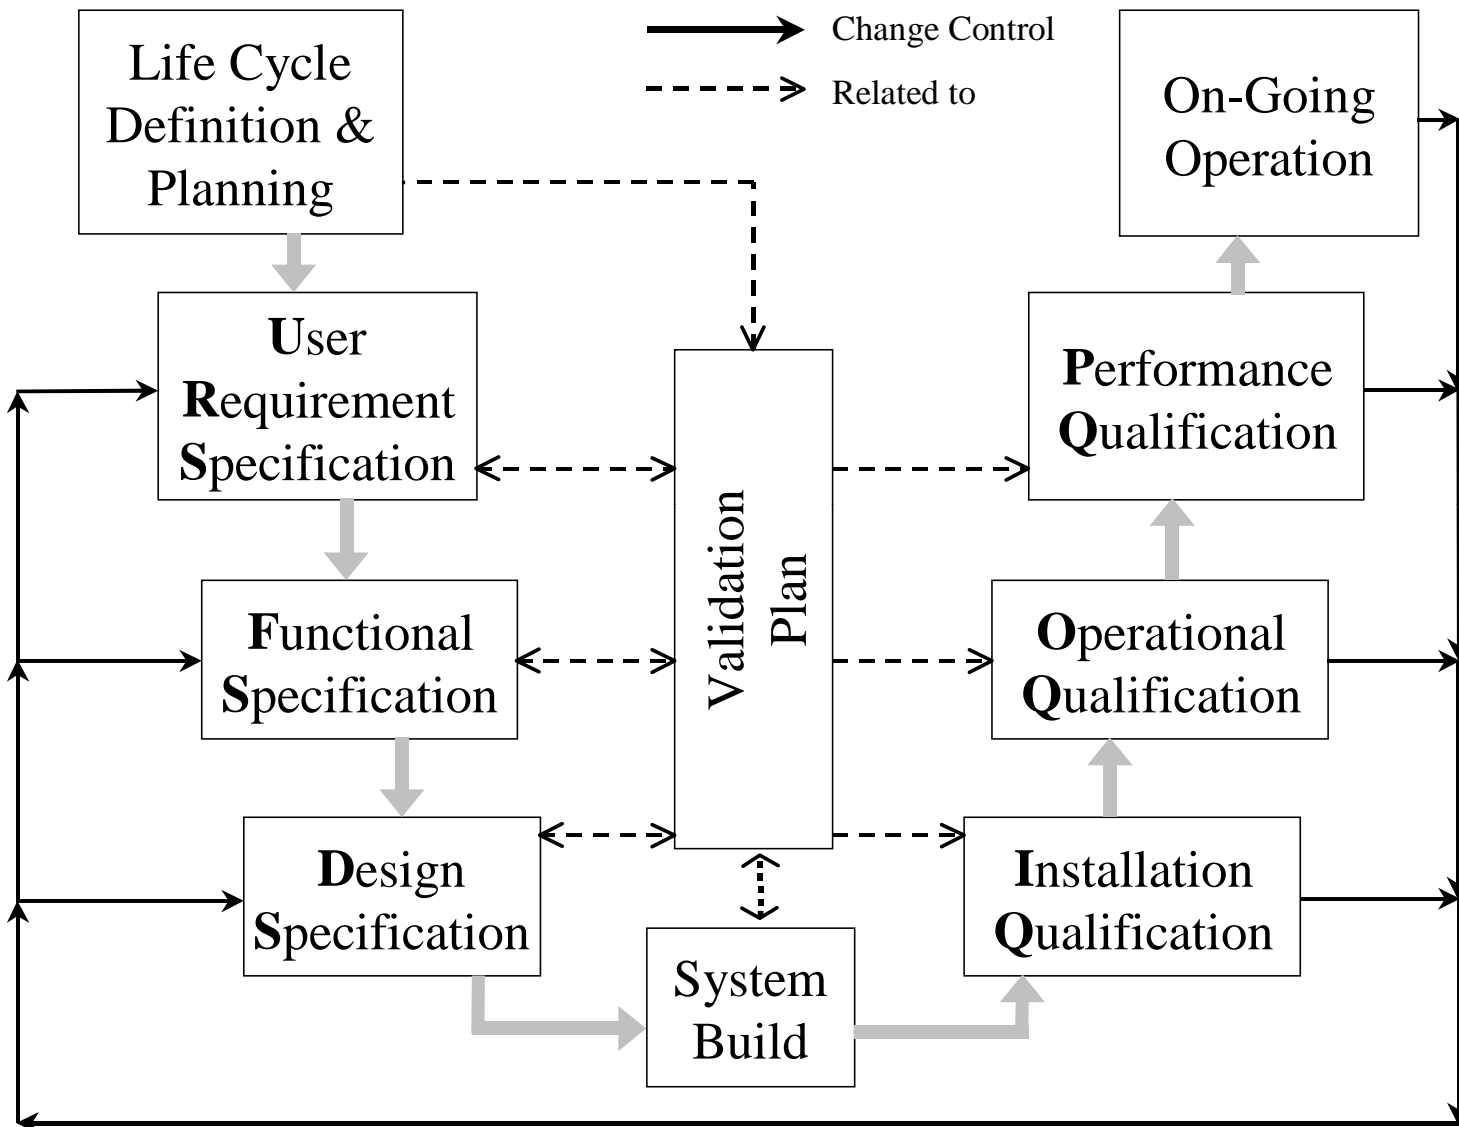 Life Cycle
Definition &
Planning
Change Control
Related to
On-Going
Operation
User
Requirement
Specification
Validation
Plan
Performance
Qualification
Functional
Specification
Operational
Qualification
Design
Specification
Installation
Qualification
System
Build